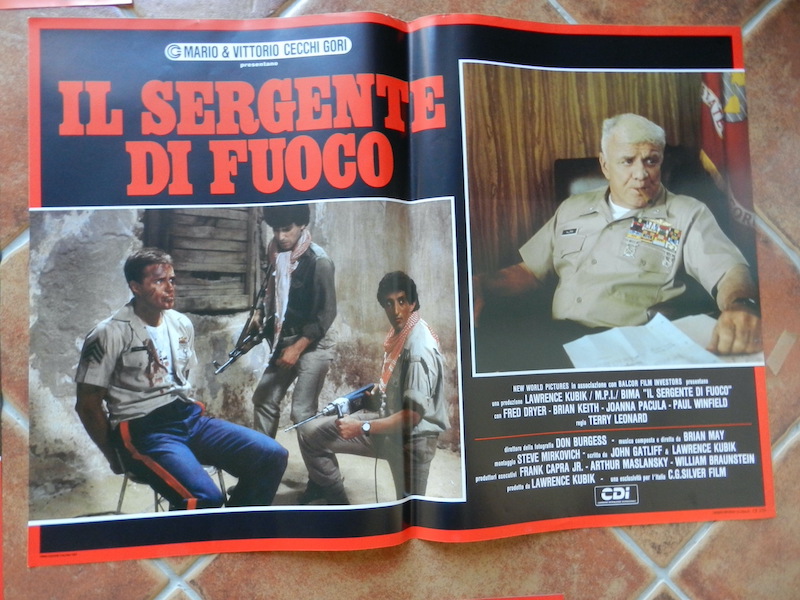 MARIO & VITTORIO CECCHI GORI
presentano
IL SERGENTE
DI FUOCO
NEW WORLD PICTURES in associazione con BALCOR FILM INVESTORS presentano
una produzione LAWRENCE KUBIK / M.P.I./ BIMA "IL SERGENTE DI FUOCO"
con FRED DRYER - BRIAN KEITH - JOANNA PACULA - PAUL WINFIELD
regia TERRY LEONARD
direttore della fotografia DON BURGESS - musica composta e diretta da BRIAN MAY
montaggio STEVE MIRKOVICH - scritto da JOHN GATLIFF & LAWRENCE KUBIK
produttori esecutivi FRANK CAPRA JR. - ARTHUR MASLANSKY - WILLIAM BRAUNSTEIN
prodotto da LAWRENCE KUBIK - una esclusività per l'Italia C.G.SILVER FILM
CDI